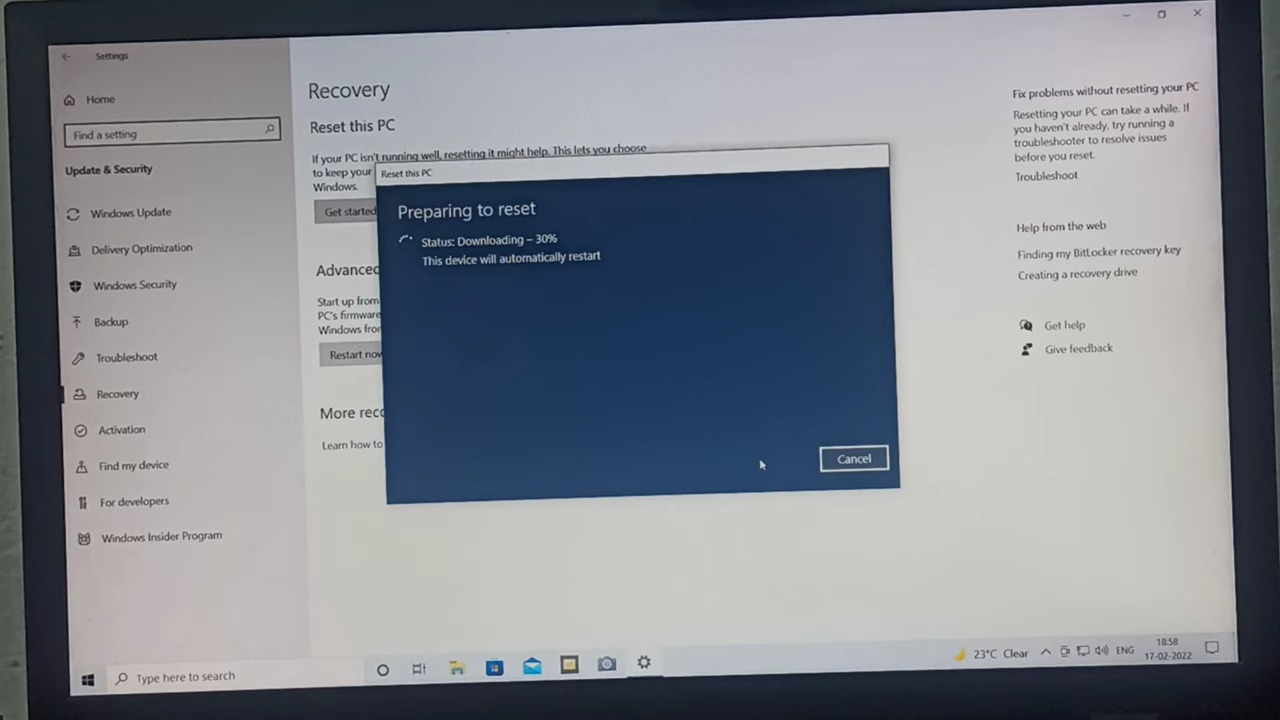 Settings
Home
Find a setting
Update & Security
Windows Update
Delivery Optimization
Windows Security
Backup
Troubleshoot
Recovery
Activation
Find my device
For developers
Windows Insider Program
Recovery
Reset this PC
If your PC isn't running well, resetting it might help. This lets you choose
to keep your
Windows.
Get started
Advanced
Start up from
PC's firmware
Windows from
Restart now
More reco
Learn how to
Reset this PC
Preparing to reset
Status: Downloading – 30%
This device will automatically restart
Cancel
Fix problems without resetting your PC
Resetting your PC can take a while. If
you haven't already, try running a
troubleshooter to resolve issues
before you reset.
Troubleshoot
Help from the web
Finding my BitLocker recovery key
Creating a recovery drive
Get help
Give feedback
Type here to search
23°C Clear
ENG
18:58
17-02-2022